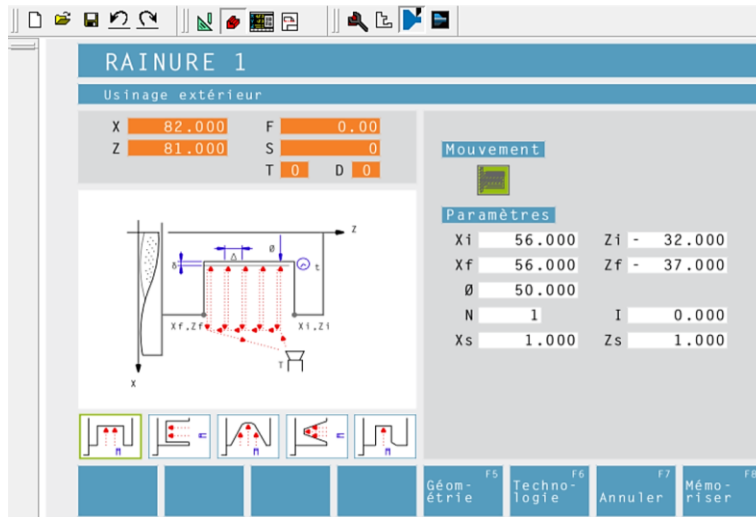 RAINURE 1
Usinage extérieur
X 82.000 F 0.00
Z 81.000 S 0
T 0 D 0
Mouvement
Paramètres
Xi 56.000 Zi - 32.000
Xf 56.000 Zf - 37.000
Ø 50.000
N 1 I 0.000
Xs 1.000 Zs 1.000
Z
Ø
Δ
δ
t
Xf.Zf
Xi.Zi
T
X
n m n m n
F5 F6 F7 F8
Géom- Techno- Mémo-
étrie logie Annuler riser